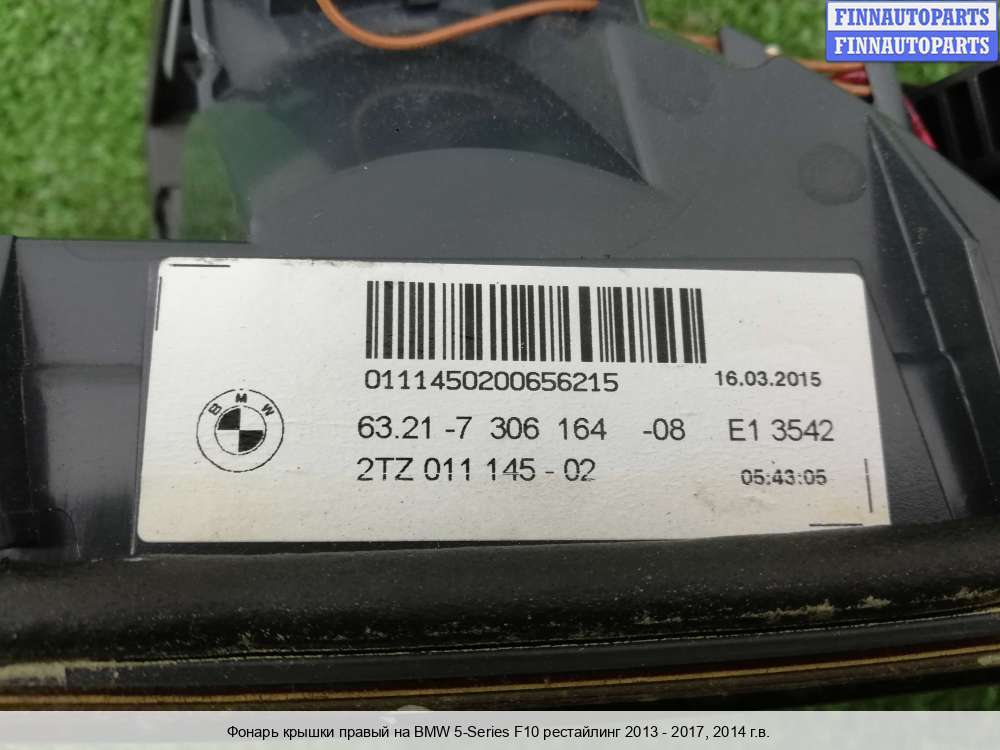 FINNAUTOPARTS
FINNAUTOPARTS
0111450200656215
16.03.2015
BMW
63.21-7 306 164 -08 E1 3542
2TZ 011 145 - 02
05:43:05
Фонарь крышки правый на BMW 5-Series F10 рестайлинг 2013 - 2017, 2014 г.в.